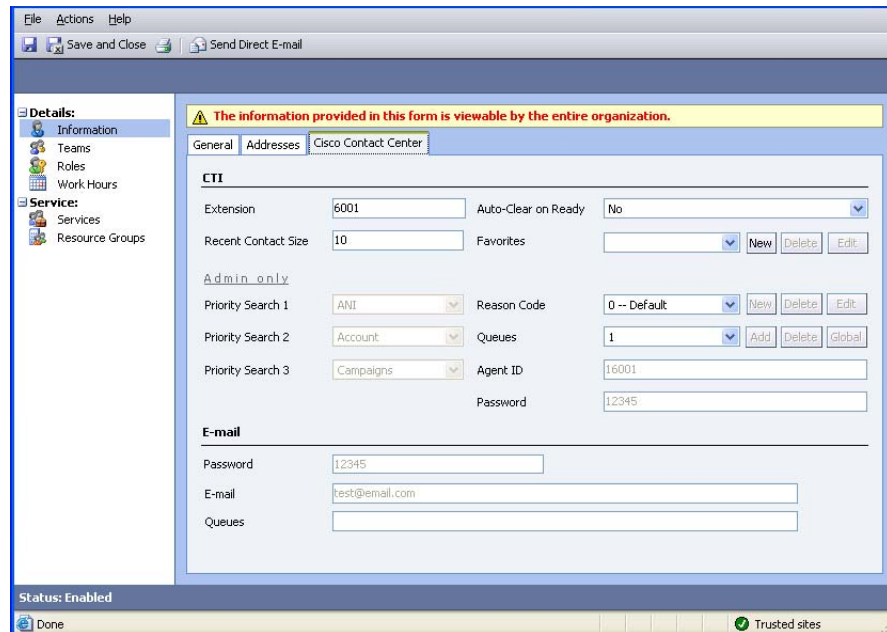 File Actions Help
Save and Close Send Direct E-mail
Details:
Information
Teams
Roles
Work Hours
Service:
Services
Resource Groups
The information provided in this form is viewable by the entire organization.
General Addresses Cisco Contact Center
CTI
Extension 6001 Auto-Clear on Ready No
Recent Contact Size 10 Favorites New Delete Edit
Admin only
Priority Search 1 ANI Reason Code 0 -- Default New Delete Edit
Priority Search 2 Account Queues 1 Add Delete Global
Priority Search 3 Campaigns Agent ID 16001
Password 12345
E-mail
Password 12345
E-mail test@email.com
Queues
Status: Enabled
Done Trusted sites